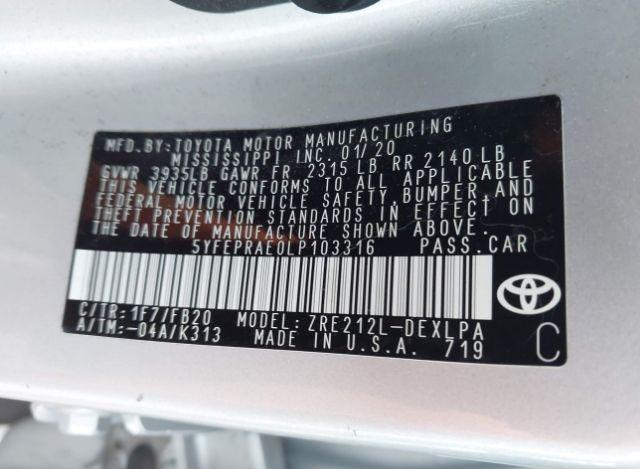 MFD.BY:TOYOTA MOTOR MANUFACTURING
MISSISSIPPI INC. 01/20
GVWR 3935LB GAWR FR 2315 LB RR 2140 LB
THIS VEHICLE CONFORMS TO ALL APPLICABLE
FEDERAL MOTOR VEHICLE SAFETY,BUMPER AND
THEFT PREVENTION STANDARDS IN EFFECT ON
THE DATE OF MANUFACTURE SHOWN ABOVE.
5YFEPRAE0LP103316 PASS.CAR
C/TR:1F7/FB20 MODEL:ZRE212L-DEXLPA
A/TM:-04A/K313 MADE IN U.S.A. 719
C